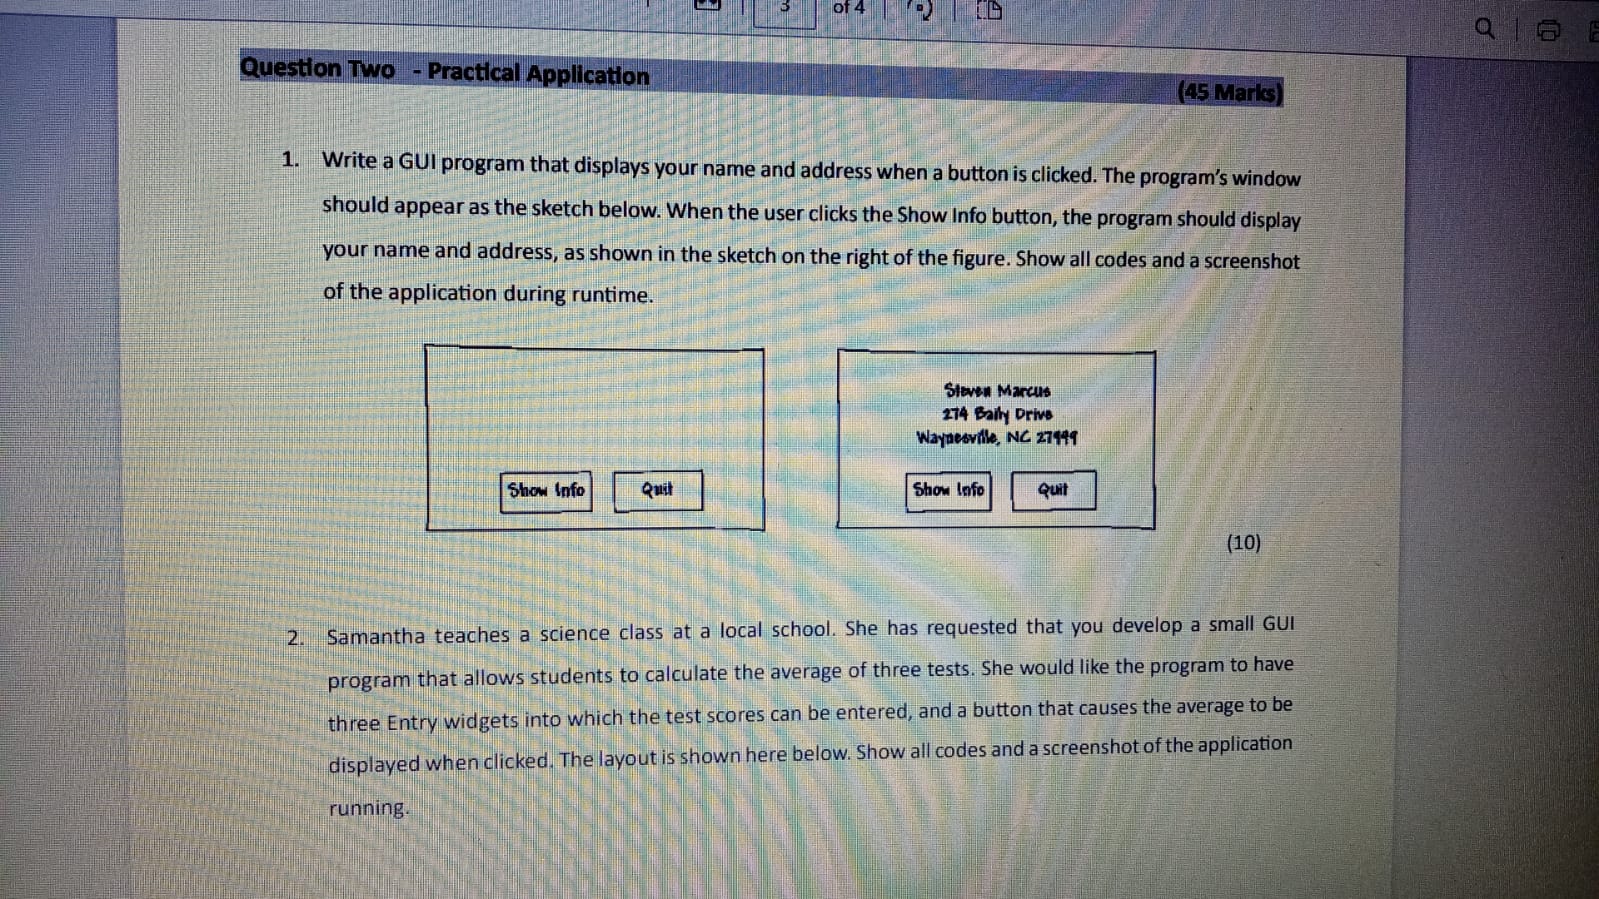 3 of 4
Question Two - Practical Application
(45 Marks)
1. Write a GUI program that displays your name and address when a button is clicked. The program's window
should appear as the sketch below. When the user clicks the Show Info button, the program should display
your name and address, as shown in the sketch on the right of the figure. Show all codes and a screenshot
of the application during runtime.
Steven Marcus
274 Baily Drive
Waynesville, NC 27999
Show Info Quit
Show Info Quit
(10)
2. Samantha teaches a science class at a local school. She has requested that you develop a small GUI
program that allows students to calculate the average of three tests. She would like the program to have
three Entry widgets into which the test scores can be entered, and a button that causes the average to be
displayed when clicked. The layout is shown here below. Show all codes and a screenshot of the application
running.